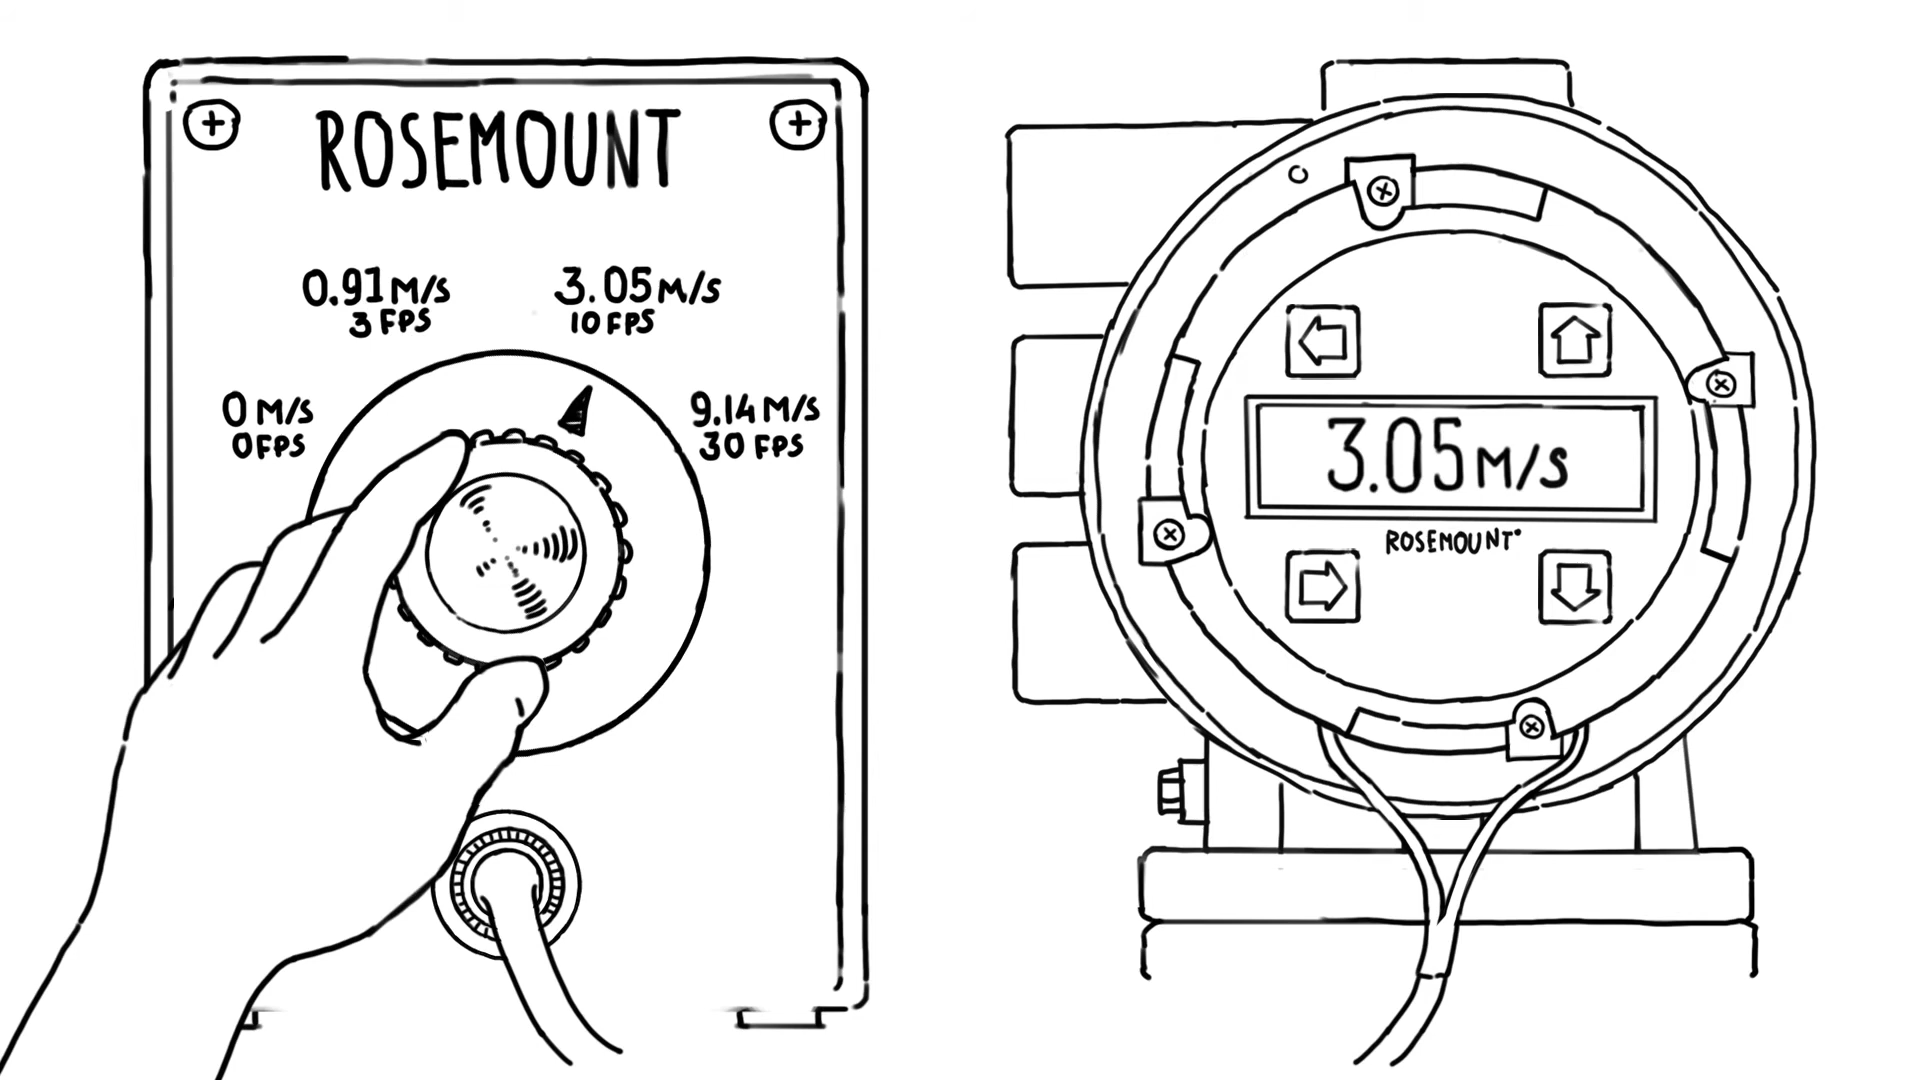 ROSEMOUNT
0.91 M/S
3 FPS
3.05 M/S
10 FPS
0 M/S
0 FPS
9.14 M/S
30 FPS
3.05 M/S
ROSEMOUNT